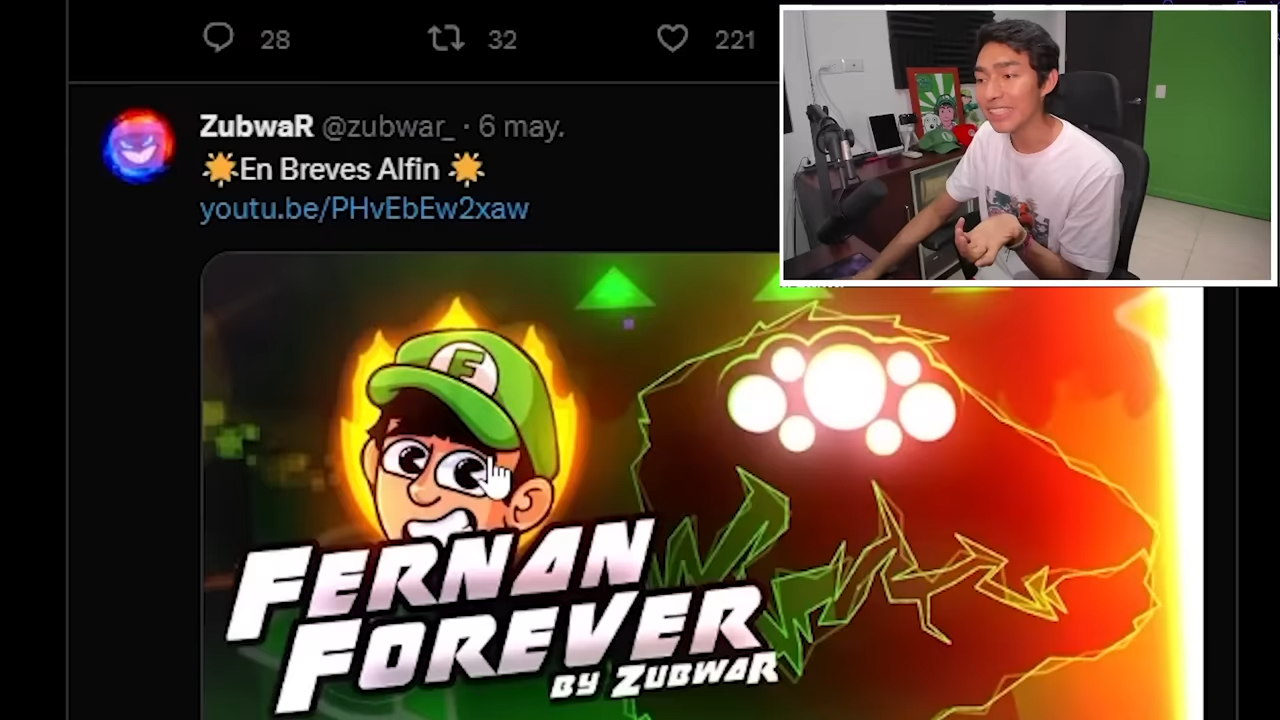 28 32 221
ZubwaR @zubwar_ · 6 may.
🌟En Breves Alfin 🌟
youtu.be/PHvEbEw2xaw
F
FERNAN
FOREVER
BY ZUBWAR